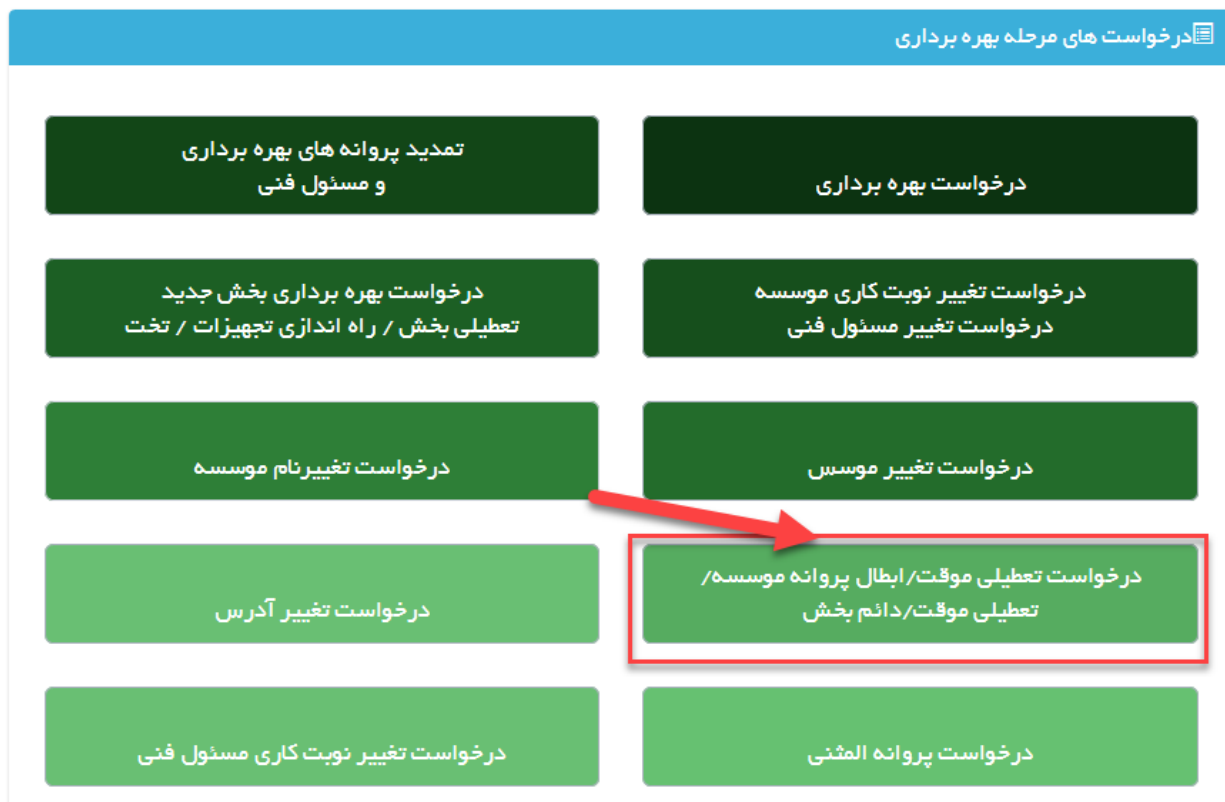 درخواست های مرحله بهره برداری
درخواست بهره برداری
تمدید پروانه های بهره برداری
و مسئول فنی
درخواست تغییر نوبت کاری موسسه
درخواست تغییر مسئول فنی
درخواست بهره برداری بخش جدید
تعطیلی بخش / راه اندازی تجهیزات / تخت
درخواست تغییر موسس
درخواست تغییرنام موسسه
درخواست تعطیلی موقت/ابطال پروانه موسسه/
تعطیلی موقت/دائم بخش
درخواست تغییر آدرس
درخواست پروانه المثنی
درخواست تغییر نوبت کاری مسئول فنی